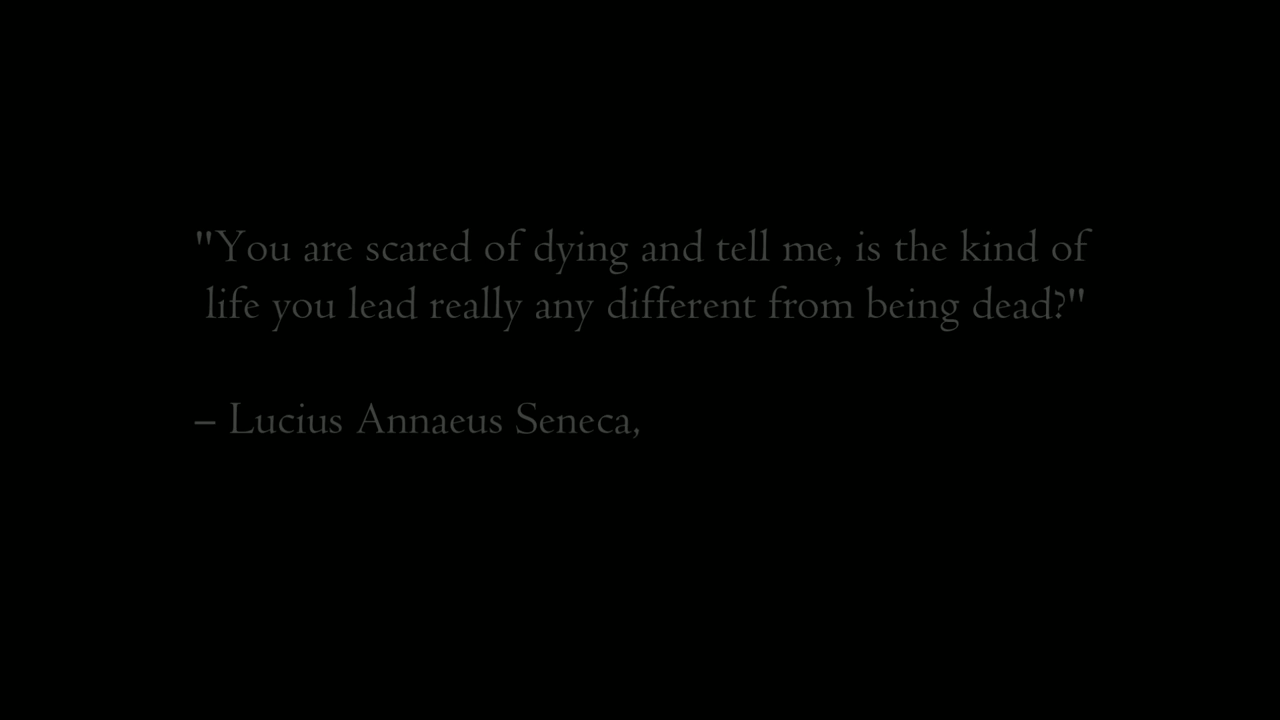 "You are scared of dying and tell me, is the kind of
life you lead really any different from being dead?"
– Lucius Annaeus Seneca,